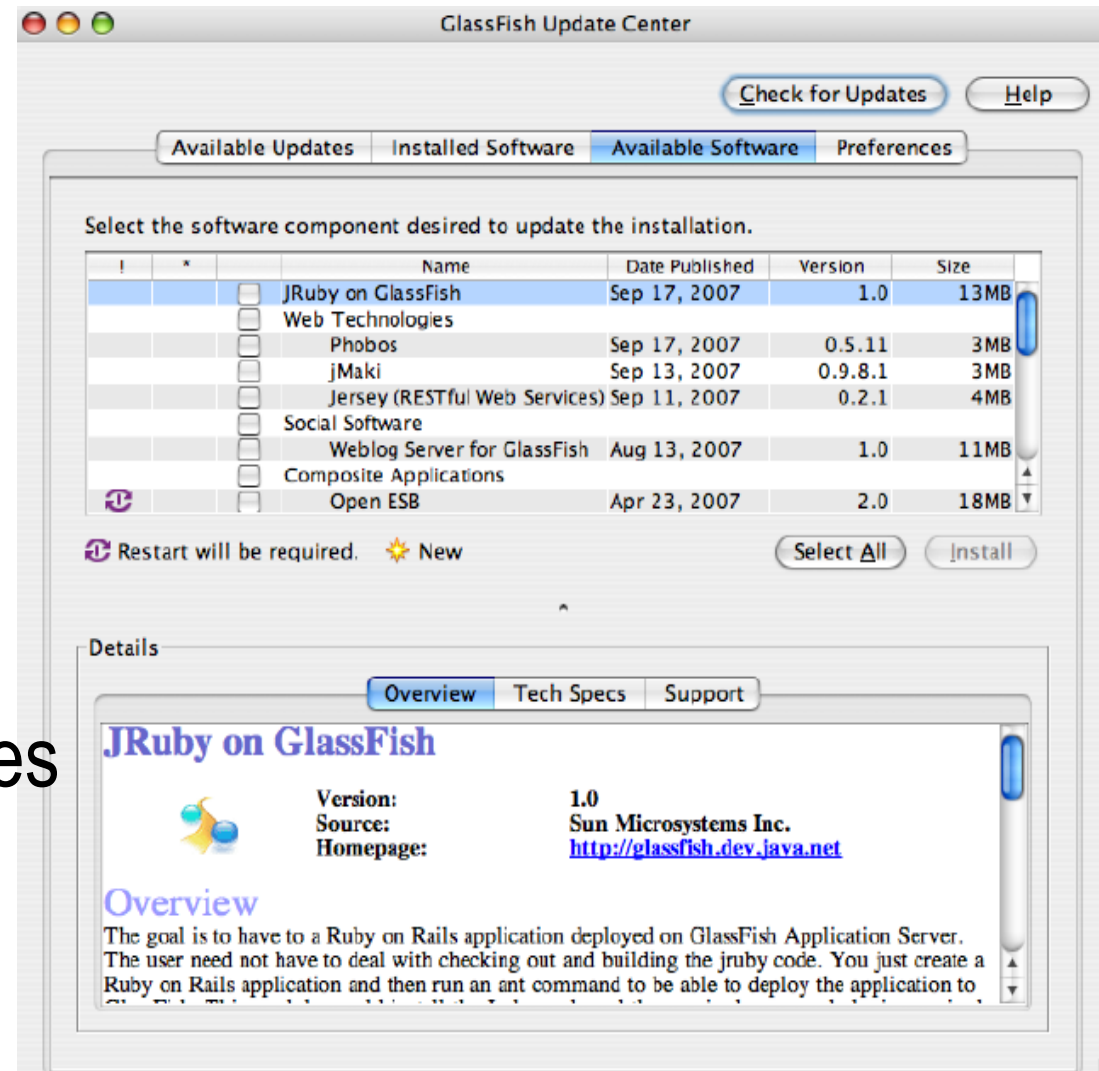 GlassFish Update Center
Check for Updates Help
Available Updates Installed Software Available Software Preferences
Select the software component desired to update the installation.
! * Name Date Published Version Size
JRuby on GlassFish Sep 17, 2007 1.0 13MB
Web Technologies
Phobos Sep 17, 2007 0.5.11 3MB
jMaki Sep 13, 2007 0.9.8.1 3MB
Jersey (RESTful Web Services) Sep 11, 2007 0.2.1 4MB
Social Software
Weblog Server for GlassFish Aug 13, 2007 1.0 11MB
Composite Applications
Open ESB Apr 23, 2007 2.0 18MB
Restart will be required. New Select All Install
Details
Overview Tech Specs Support
JRuby on GlassFish
es
Version: 1.0
Source: Sun Microsystems Inc.
Homepage: http://glassfish.dev.java.net
Overview
The goal is to have to a Ruby on Rails application deployed on GlassFish Application Server.
The user need not have to deal with checking out and building the jruby code. You just create a
Ruby on Rails application and then run an ant command to be able to deploy the application to